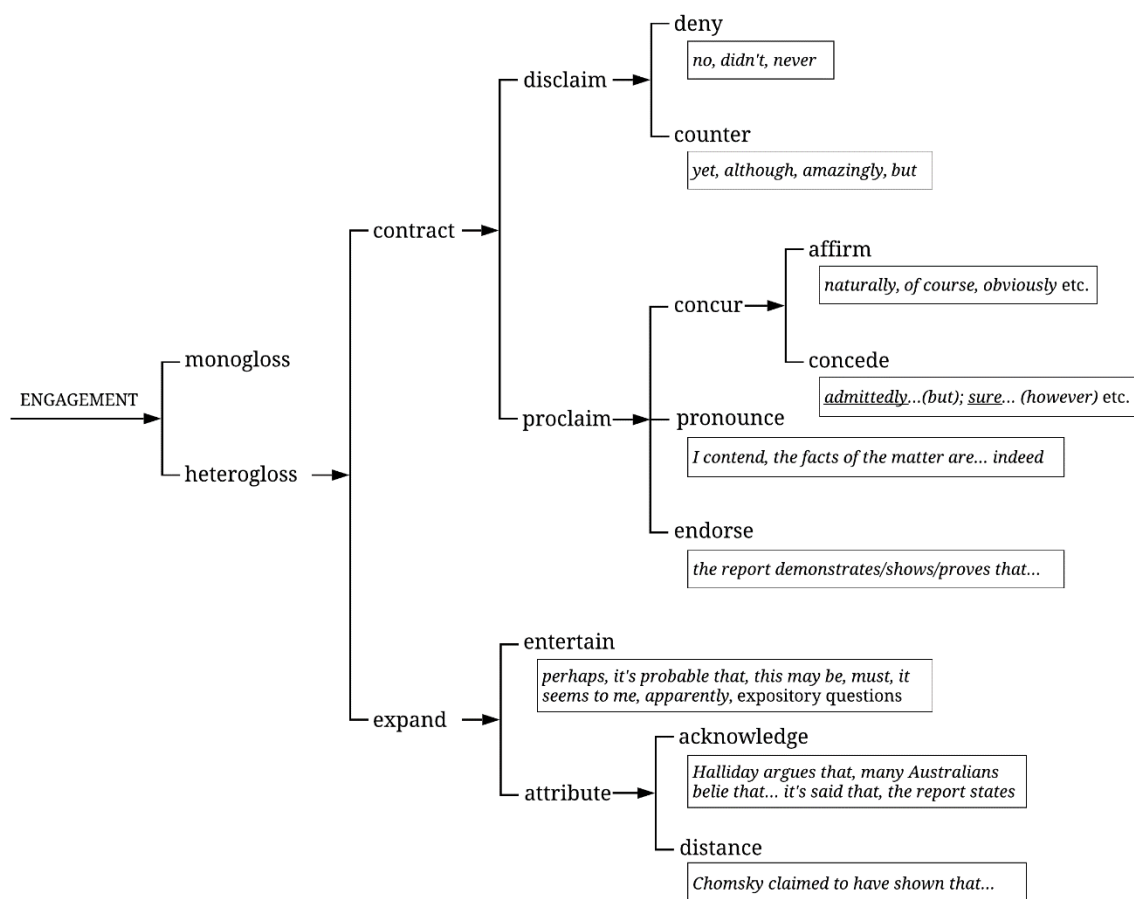 deny
no, didn't, never
disclaim
counter
yet, although, amazingly, but
contract
affirm
naturally, of course, obviously etc.
concur
concede
admittedly...(but); sure... (however) etc.
monogloss
ENGAGEMENT
proclaim
pronounce
I contend, the facts of the matter are... indeed
heterogloss
endorse
the report demonstrates/shows/proves that...
entertain
perhaps, it's probable that, this may be, must, it
seems to me, apparently, expository questions
expand
acknowledge
Halliday argues that, many Australians
belie that... it's said that, the report states
attribute
distance
Chomsky claimed to have shown that...